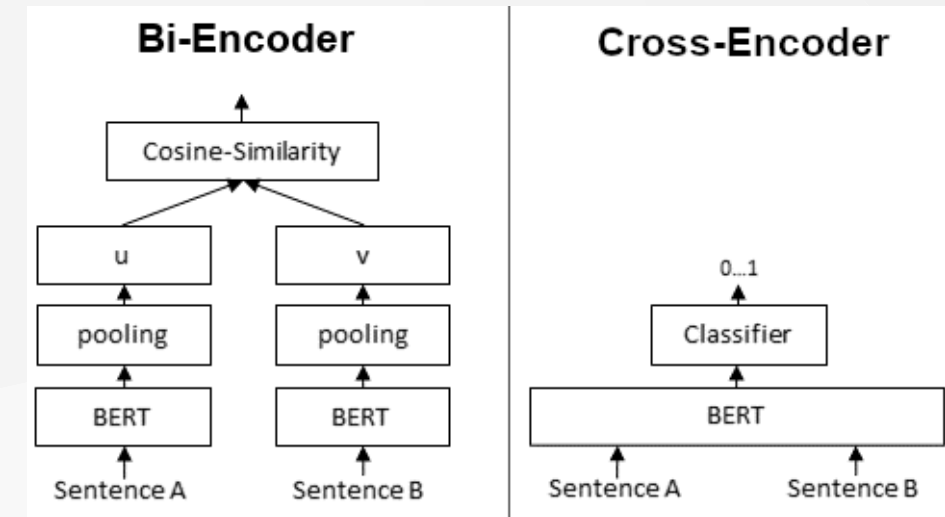 Bi-Encoder
Cosine-Similarity
u
v
pooling
pooling
BERT
BERT
Sentence A
Sentence B
Cross-Encoder
0...1
Classifier
BERT
Sentence A
Sentence B